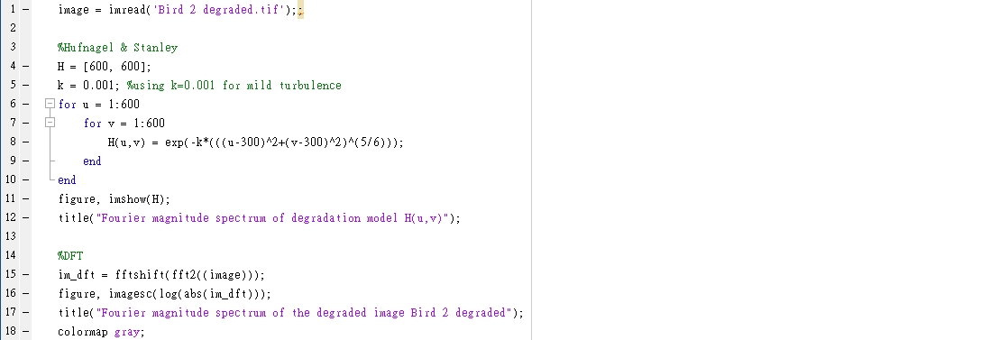 1 – image = imread('Bird 2 degraded.tif');;
2
3 %Hufnagel & Stanley
4 – H = [600, 600];
5 – k = 0.001; %using k=0.001 for mild turbulence
6 – for u = 1:600
7 – for v = 1:600
8 – H(u,v) = exp(-k*(((u-300)^2+(v-300)^2)^(5/6)));
9 – end
10 – end
11 – figure, imshow(H);
12 – title("Fourier magnitude spectrum of degradation model H(u,v)");
13
14 %DFT
15 – im_dft = fftshift(fft2((image)));
16 – figure, imagesc(log(abs(im_dft)));
17 – title("Fourier magnitude spectrum of the degraded image Bird 2 degraded");
18 – colormap gray;